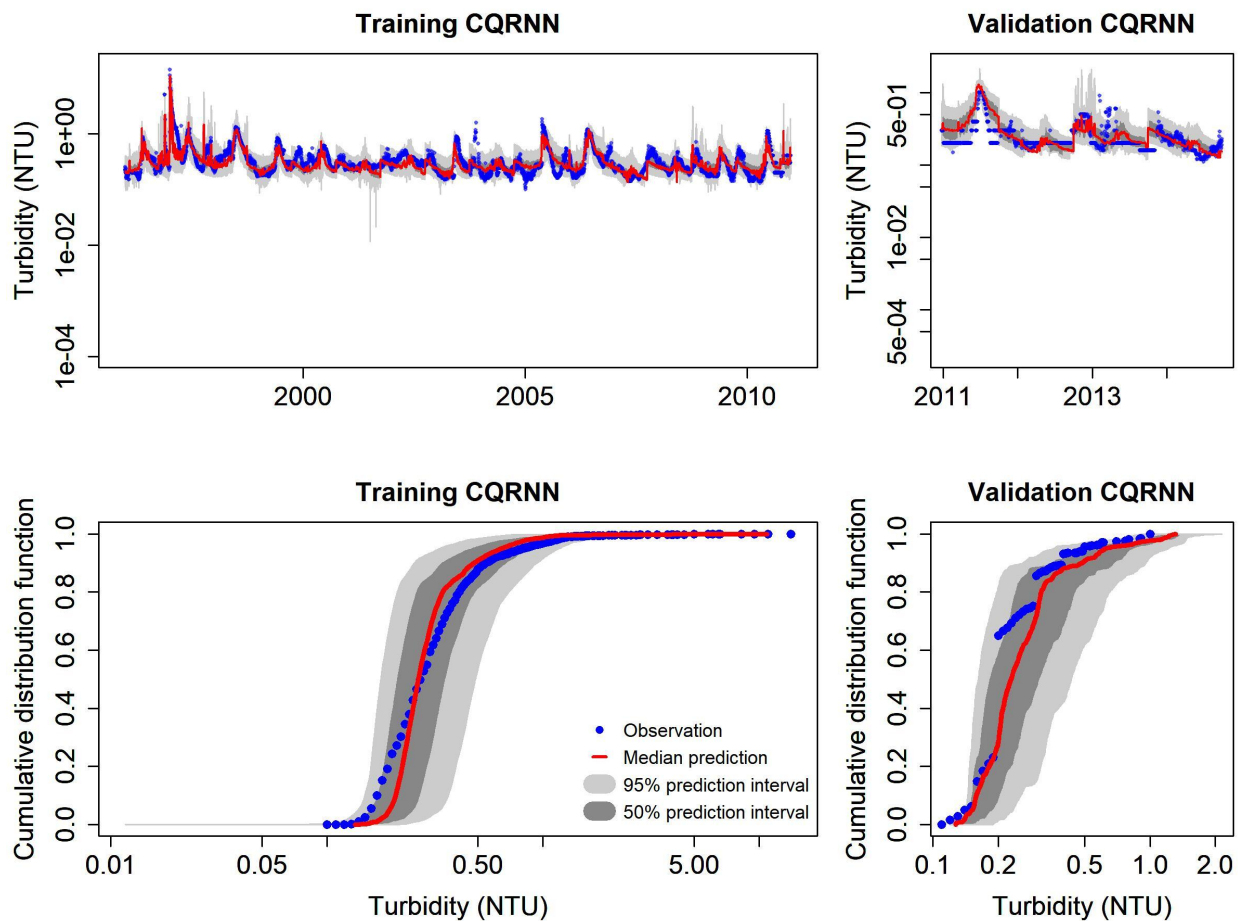 Training CQRNN
Turbidity (NTU)
1e+00
1e-02
1e-04
2000
2005
2010
Validation CQRNN
Turbidity (NTU)
5e-01
1e-02
5e-04
2011
2013
Training CQRNN
Cumulative distribution function
1.0
0.8
0.6
0.4
0.2
0.0
Observation
Median prediction
95% prediction interval
50% prediction interval
0.01
0.05
0.50
5.00
Turbidity (NTU)
Validation CQRNN
Cumulative distribution function
1.0
0.8
0.6
0.4
0.2
0.0
0.1
0.2
0.5
1.0
2.0
Turbidity (NTU)